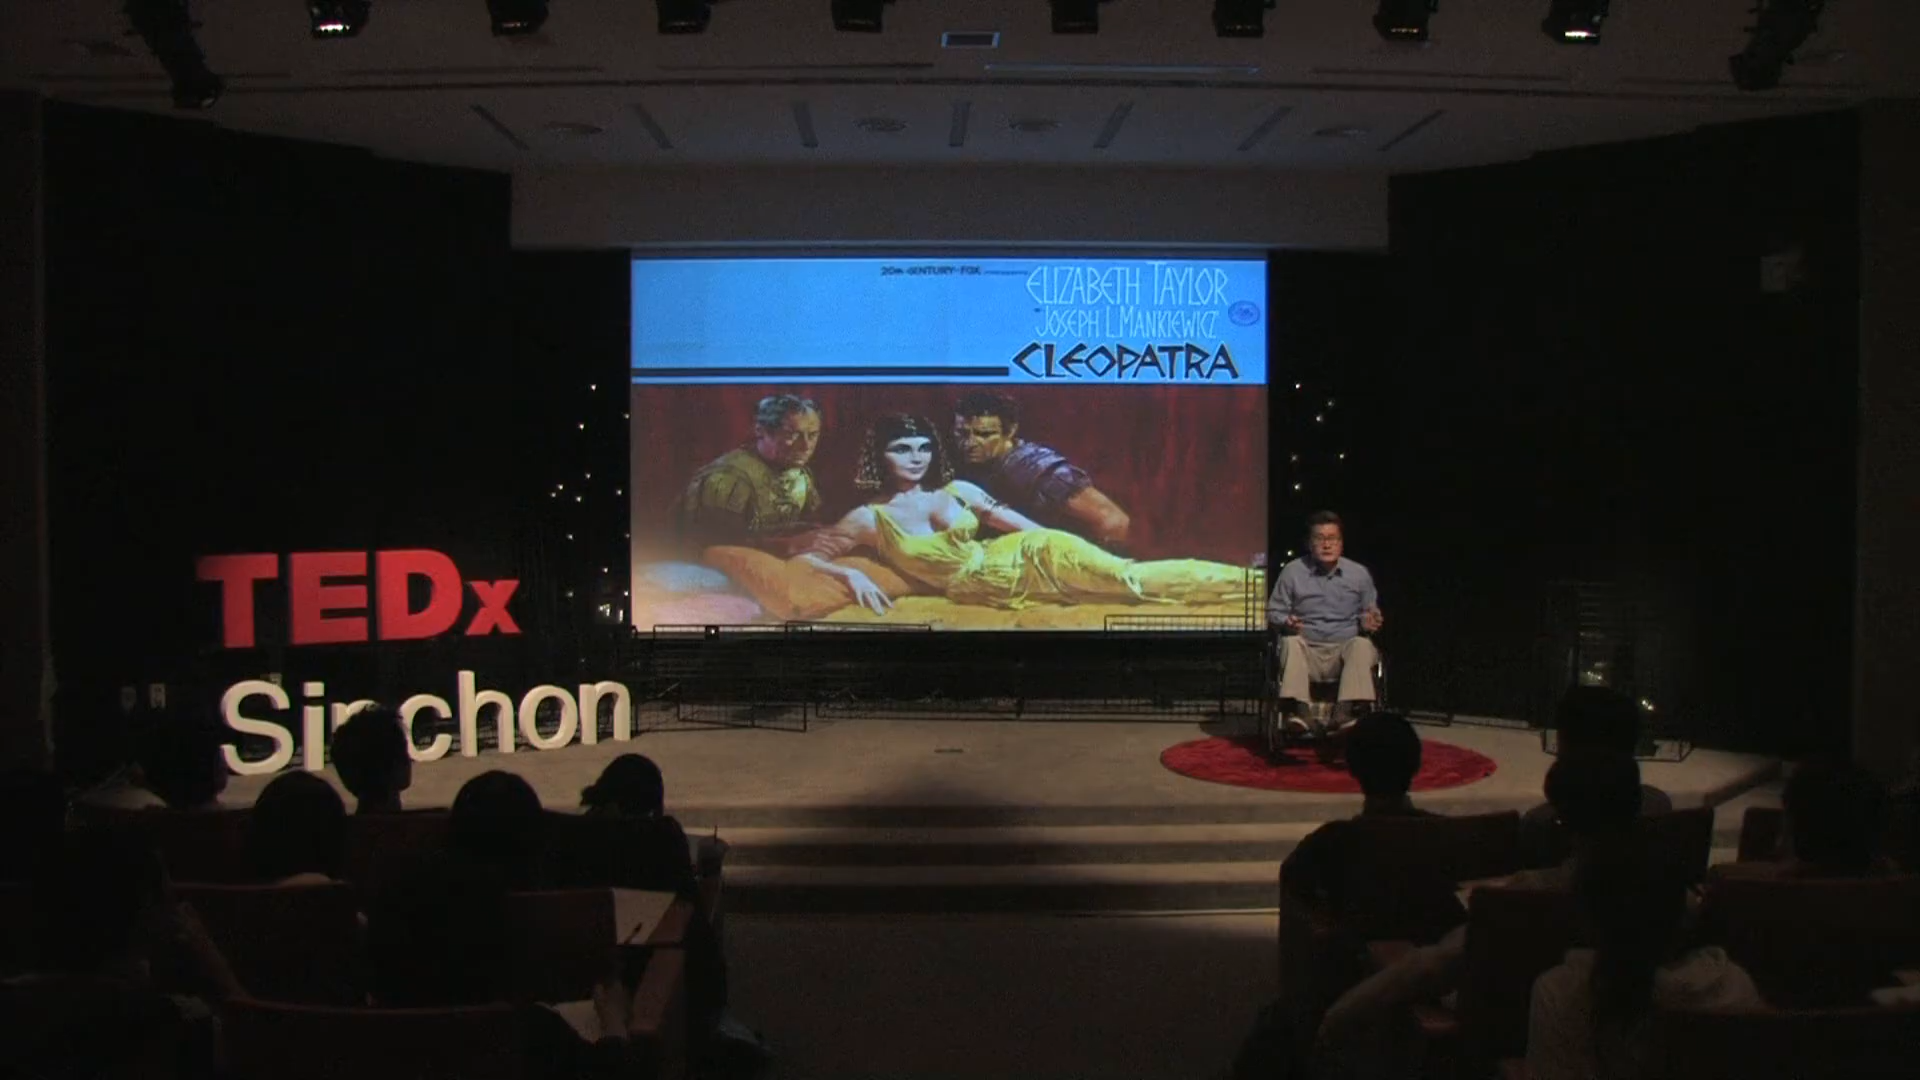 20th CENTURY-FOX
ELIZABETH TAYLOR
JOSEPH L. MANKIEWICZ
CLEOPATRA
TEDx
Sinchon